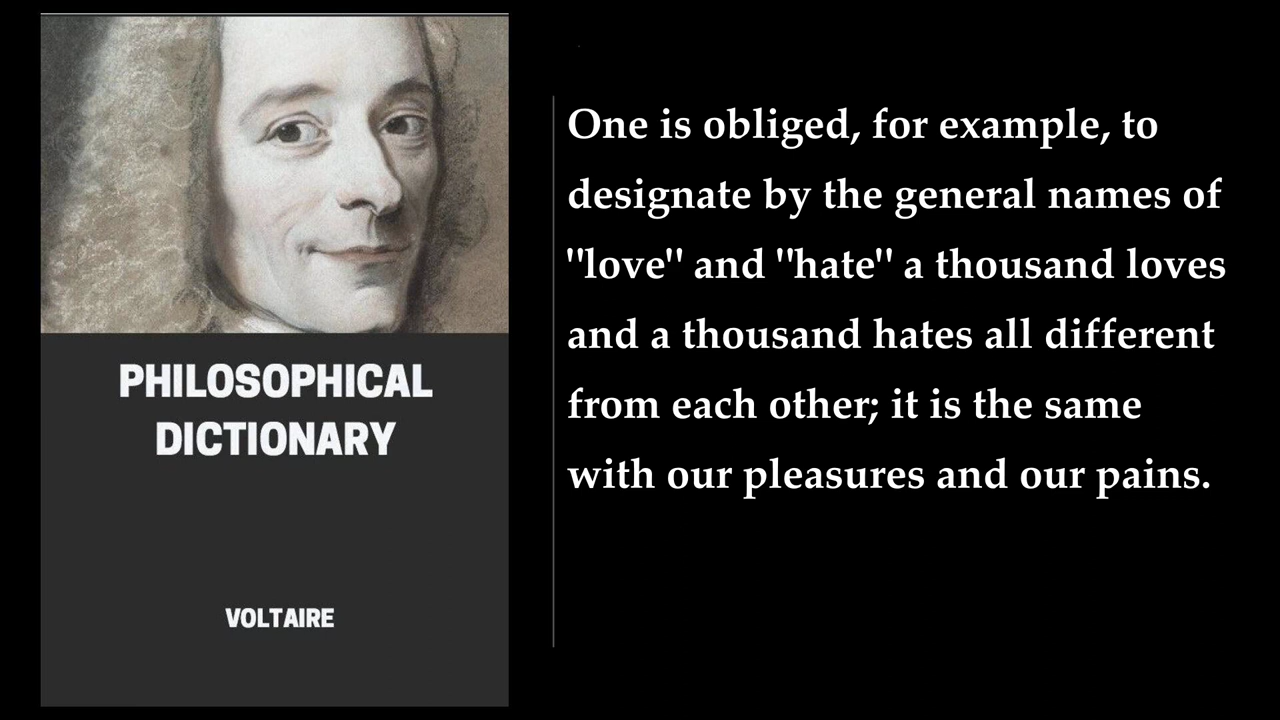 PHILOSOPHICAL
DICTIONARY
VOLTAIRE
One is obliged, for example, to
designate by the general names of
"love" and "hate" a thousand loves
and a thousand hates all different
from each other; it is the same
with our pleasures and our pains.